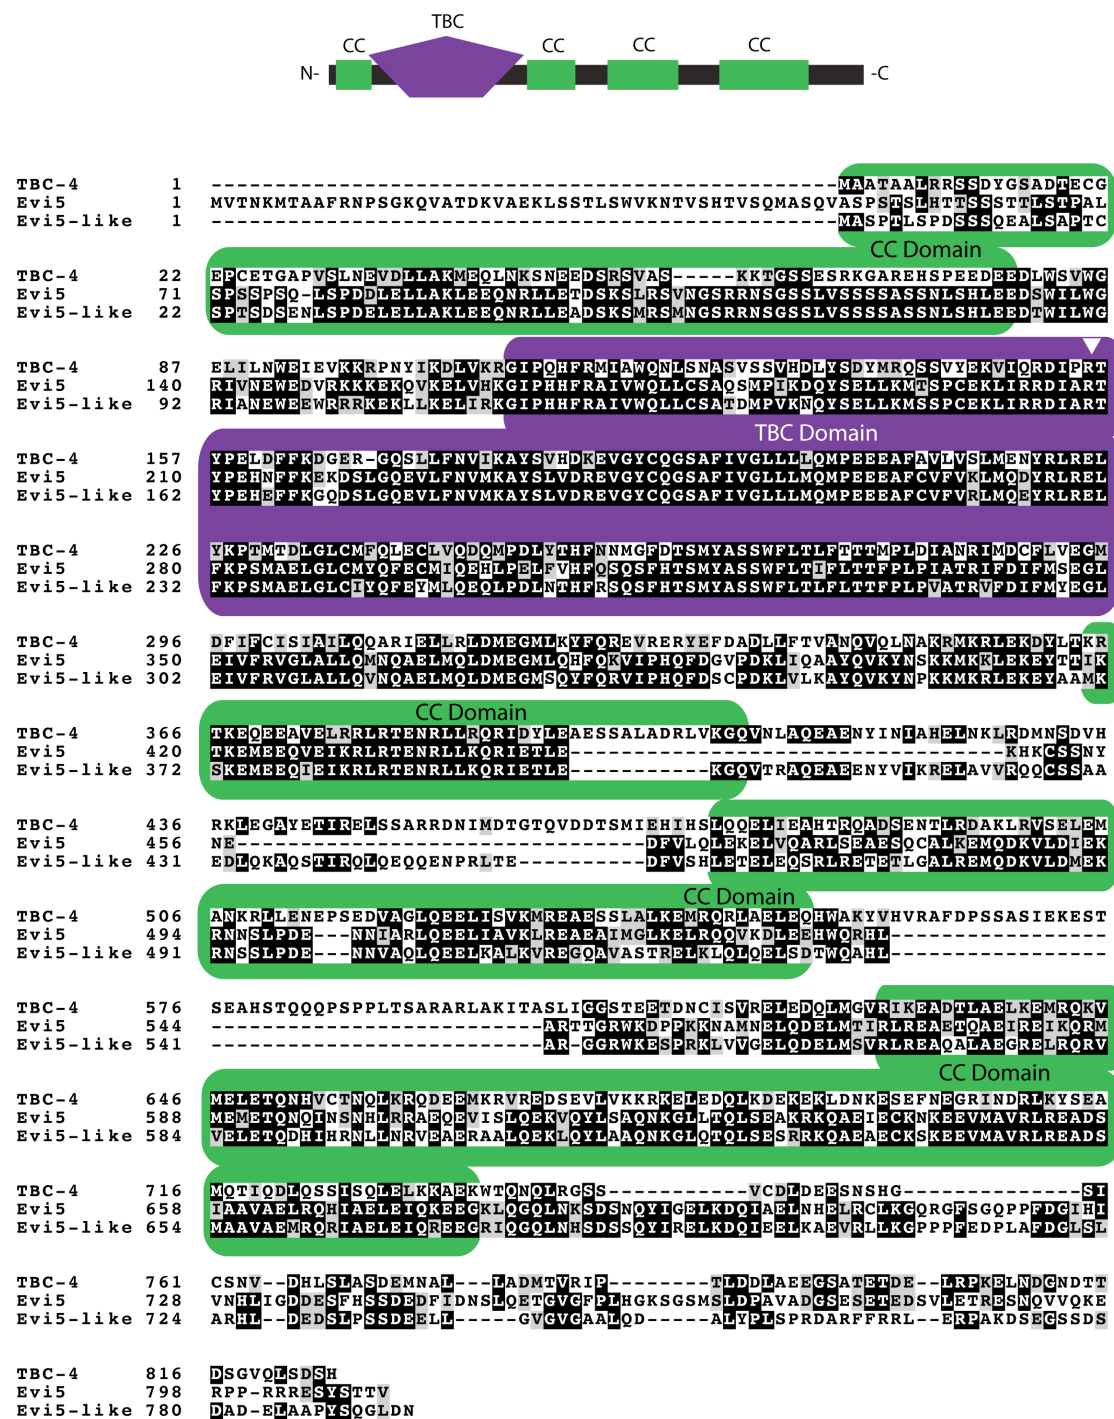 TBC
CC CC CC CC
N- -C
TBC-4 1 -------------------------------------------------MAATAALRRSSDYGSADTECG
Evi5 1 MVTNKMTAAFRNPSGKQVATDKVAEKLSSTLSWVKNTVSHTVSQMASQVASPSTSLHTTSSSTTLSTPAL
Evi5-like 1 -------------------------------------------------MASPTLSPDSSSQEALSAPTC
CC Domain
TBC-4 22 EPCETGAPVSLNEVDLLAKMEQLNKSNEEDSRSVAS-----KKTGSSESRKGAREHSPEEDEEDLWSVWG
Evi5 71 SPSSPSQ-LSPDDLELLAKLEEQNRLLETDSKSLRSVNGSRRNSGSSLVSSSSASSNLSHLEEDSWILWG
Evi5-like 22 SPTSDSENLSPDELELLAKLEEQNRLLEADSKSMRSMNGSRRNSGSSLVSSSSASSNLSHLEEDTWILWG
TBC-4 87 ELILNWEIEVKKRPNYIKDLVKRGIPQHFRMIAWQNLSNASVSSVHDLYSDYMRQSSVYEKVIQRDIPRT
Evi5 140 RIVNEWEDVRKKKEKQVKELVHKGIPHHFRAIVWQLLCSAQSMPIKDQYSELLKMTSPCEKLIRRDIART
Evi5-like 92 RIANEWEEWRRRKEKLLKELIRKGIPHHFRAIVWQLLCSATDMPVKNQYSELLKMSSPCEKLIRRDIART
TBC Domain
TBC-4 157 YPELDFFKDGER-GQSLLFNVIKAYSVHDKEVGYCQGSAFIVGLLLLQMPEEEAFAVLVSLMENYRLREL
Evi5 210 YPEHNFFKEKDSLGQEVLFNVMKAYSLVDREVGYCQGSAFIVGLLLMQMPEEEAFCVFVKLMQDYRLREL
Evi5-like 162 YPEHEFFKGQDSLGQEVLFNVMKAYSLVDREVGYCQGSAFIVGLLLMQMPEEEAFCVFVRLMQEYRLREL
TBC-4 226 YKPTMTDLGLCMFQLECLVQDQMPDLYTHFNNMGFDTSMYASSWFLTLFTTTMPLDIANRIMDCFLVEGM
Evi5 280 FKPSMAELGLCMYQFECMIQEHLPELFVHFQSQSFHTSMYASSWFLTIFLTTFPLPIATRIFDIFMSEGL
Evi5-like 232 FKPSMAELGLCIYQFEYMLQEQLPDLNTHFRSQSFHTSMYASSWFLTLFLTTFPLPVATRVFDIFMYEGL
TBC-4 296 DFIFCISIAILQQARIELLRLDMEGMLKYFQREVRERYEFDADLLFTVANQVQLNAKRMKRLEKDYLTKR
Evi5 350 EIVFRVGLALLQMNQAELMQLDMEGMLQHFQKVIPHQFDGVPDKLIQAAYQVKYNSKKMKKLEKEYTTIK
Evi5-like 302 EIVFRVGLALLQVNQAELMQLDMEGMSQYFQRVIPHQFDSCPDKLVLKAYQVKYNPKKMKRLEKEYAAMK
CC Domain
TBC-4 366 TKEQEEAVELRRLRTENRLLRQRIDYLEAESSALADRLVKGQVNLAQEAENYINIAHELNKLRDMNSDVH
Evi5 420 TKEMEEQVEIKRLRTENRLLKQRIETLE----------------------------------KHKCSSNY
Evi5-like 372 SKEMEEQIEIKRLRTENRLLKQRIETLE-----------KGQVTRAQEAEENYVIKRELAVVRQQCSSAA
TBC-4 436 RKLEGAYETIRELSSARRDNIMDTGTQVDDTSMIEHIHSLQQELIEAHTRQADSENTLRDAKLRVSELEM
Evi5 456 NE--------------------------------DFVLQLEKELVQARLSEAESQCALKEMQDKVLDIEK
Evi5-like 431 EDLQKAQSTIRQLQEQQENPRLTE----------DFVSHLETELEQSRLRETETLGALREMQDKVLDMEK
CC Domain
TBC-4 506 ANKRLLENEPSEDVAGLQEELISVKMREAESSLALKEMRQRLAELEQHWAKYVHVRAFDPSSASIEKEST
Evi5 494 RNNSLPDE---NNIARLQEELIAVKLREAEAIMGLKELRQQVKDLEEHWQRHL-----------------
Evi5-like 491 RNSSLPDE---NNVAQLQEELKALKVREGQAVASTRELKLQLQELSDTWQAHL-----------------
TBC-4 576 SEAHSTQQQPSPPLTSARARLAKITASLIGGSTEETDNCISVRELEDQLMGVRIKEADTLAELKEMRQKV
Evi5 544 --------------------------ARTTGRWKDPPKKNAMNELQDELMTIRLREAETQAEIREIKQRM
Evi5-like 541 --------------------------AR-GGRWKESPRKLVVGELQDELMSVRLREAQALAEGRELRQRV
CC Domain
TBC-4 646 MELETQNHVCTNQLKRQDEEMKRVREDSEVLVKKRKELEDQLKDEKEKLDNKESEFNEGRINDRLKYSEA
Evi5 588 MEMETQNQINSNHLRRAEQEVISLQEKVQYLSAQNKGLLTQLSEAKRKQAEIECKNKEEVMAVRLREADS
Evi5-like 584 VELETQDHIHRNLLNRVEAERAALQEKLQYLAAQNKGLQTQLSESRRKQAEAECKSKEEVMAVRLREADS
TBC-4 716 MQTIQDLQSSISQLELKKAEKWTQNQLRGSS-----------VCDLDEESNSHG--------------SI
Evi5 658 IAAVAELRQHIAELEIQKEEGKLQGQLNKSDSNQYIGELKDQIAELNHELRCLKGQRGFSGQPPFDGIHI
Evi5-like 654 MAAVAEMRQRIAELEIQREEGRIQGQLNHSDSSQYIRELKDQIEELKAEVRLLKGPPPFEDPLAFDGLSL
TBC-4 761 CSNV--DHLSLASDEMNAL---LADMTVRIP--------TLDDLAEEGSATETDE--LRPKELNDGNDTT
Evi5 728 VNHLIGDDESFHSSDEDFIDNSLQETGVGFPLHGKSGSMSLDPAVADGSESETEDSVLETRESNQVVQKE
Evi5-like 724 ARHL--DEDSLPSSDEELL---GVGVGAALQD-----ALYPLSPRDARFFRRL--ERPAKDSEGSSDS
TBC-4 816 DSGVQLSDSH
Evi5 798 RPP-RRRESYSTTV
Evi5-like 780 DAD-ELAAPYSQGLDN